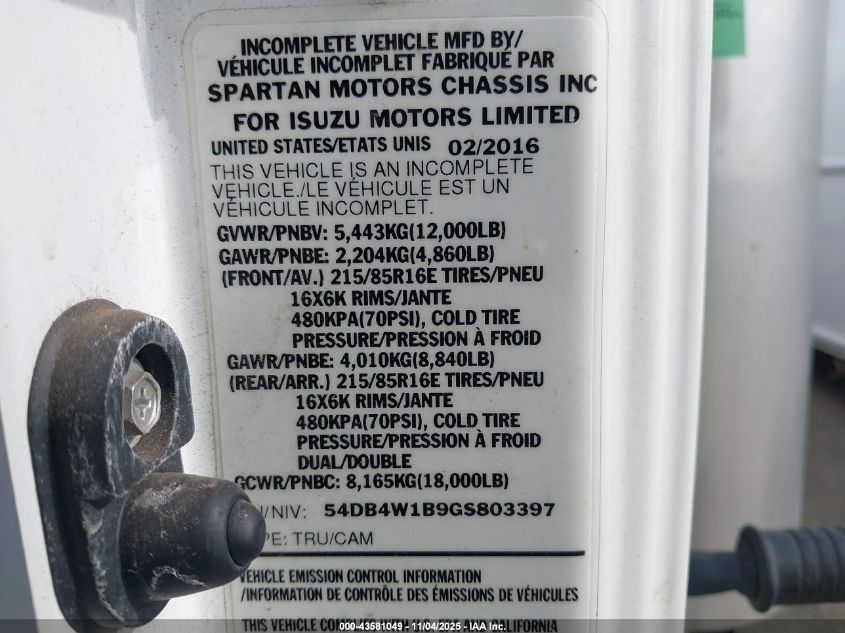 INCOMPLETE VEHICLE MFD BY/
VÉHICULE INCOMPLET FABRIQUÉ PAR
SPARTAN MOTORS CHASSIS INC
FOR ISUZU MOTORS LIMITED
UNITED STATES/ETATS UNIS 02/2016
THIS VEHICLE IS AN INCOMPLETE
VEHICLE./LE VÉHICULE EST UN
VÉHICULE INCOMPLET.
GVWR/PNBV: 5,443KG(12,000LB)
GAWR/PNBE: 2,204KG(4,860LB)
(FRONT/AV.) 215/85R16E TIRES/PNEU
16X6K RIMS/JANTE
480KPA(70PSI), COLD TIRE
PRESSURE/PRESSION À FROID
GAWR/PNBE: 4,010KG(8,840LB)
(REAR/ARR.) 215/85R16E TIRES/PNEU
16X6K RIMS/JANTE
480KPA(70PSI), COLD TIRE
PRESSURE/PRESSION À FROID
DUAL/DOUBLE
GCWR/PNBC: 8,165KG(18,000LB)
/NIV: 54DB4W1B9GS803397
PE: TRU/CAM
VEHICLE EMISSION CONTROL INFORMATION
/INFORMATION DE CONTRÔLE DES ÉMISSIONS DE VÉHICULES
THIS VEHICLE CALIFORNIA
000-43581049 - 11/04/2025 - IAA Inc.